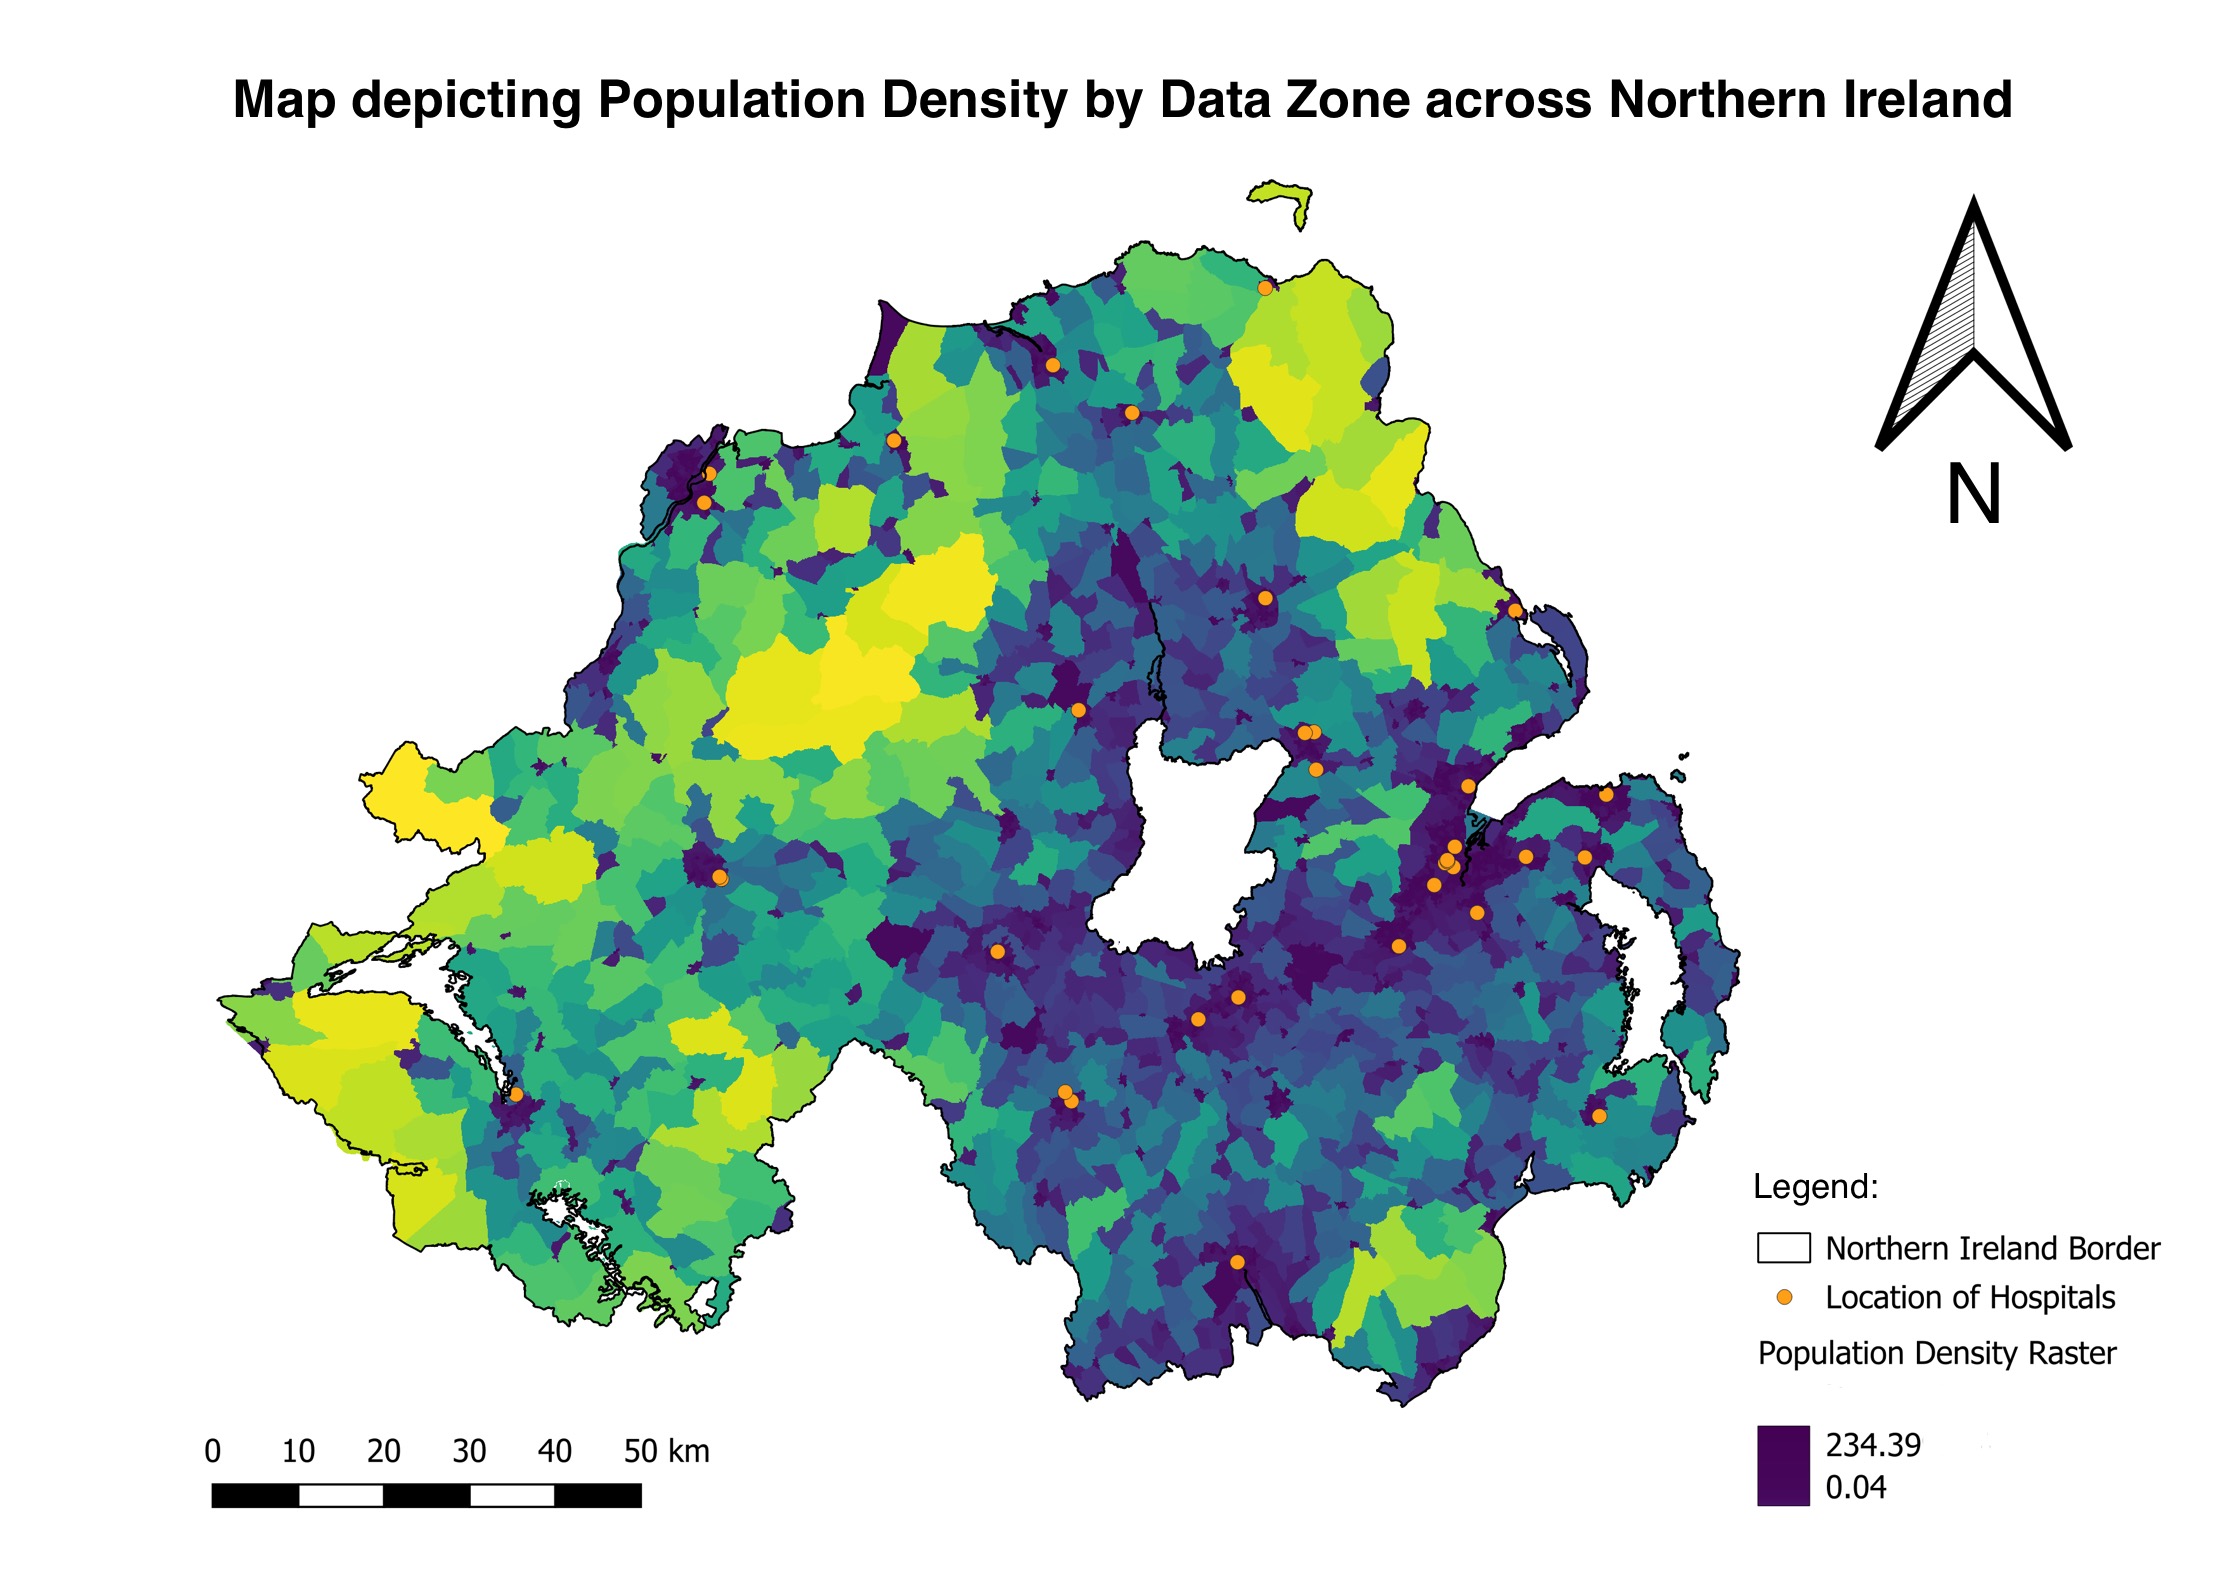 Map depicting Population Density by Data Zone across Northern Ireland
N
Legend:
Northern Ireland Border
Location of Hospitals
Population Density Raster
234.39
0.04
0 10 20 30 40 50 km